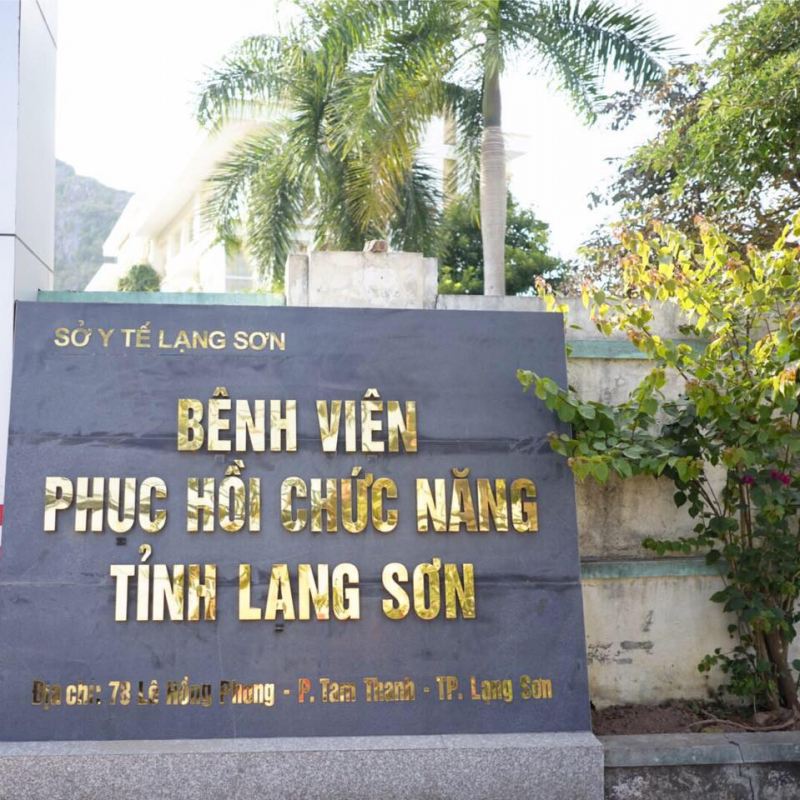 SỞ Y TẾ LẠNG SƠN
BỆNH VIỆN
PHỤC HỒI CHỨC NĂNG
TỈNH LẠNG SƠN
Địa chỉ: 78 Lê Hồng Phong - P. Tam Thanh - TP. Lạng Sơn